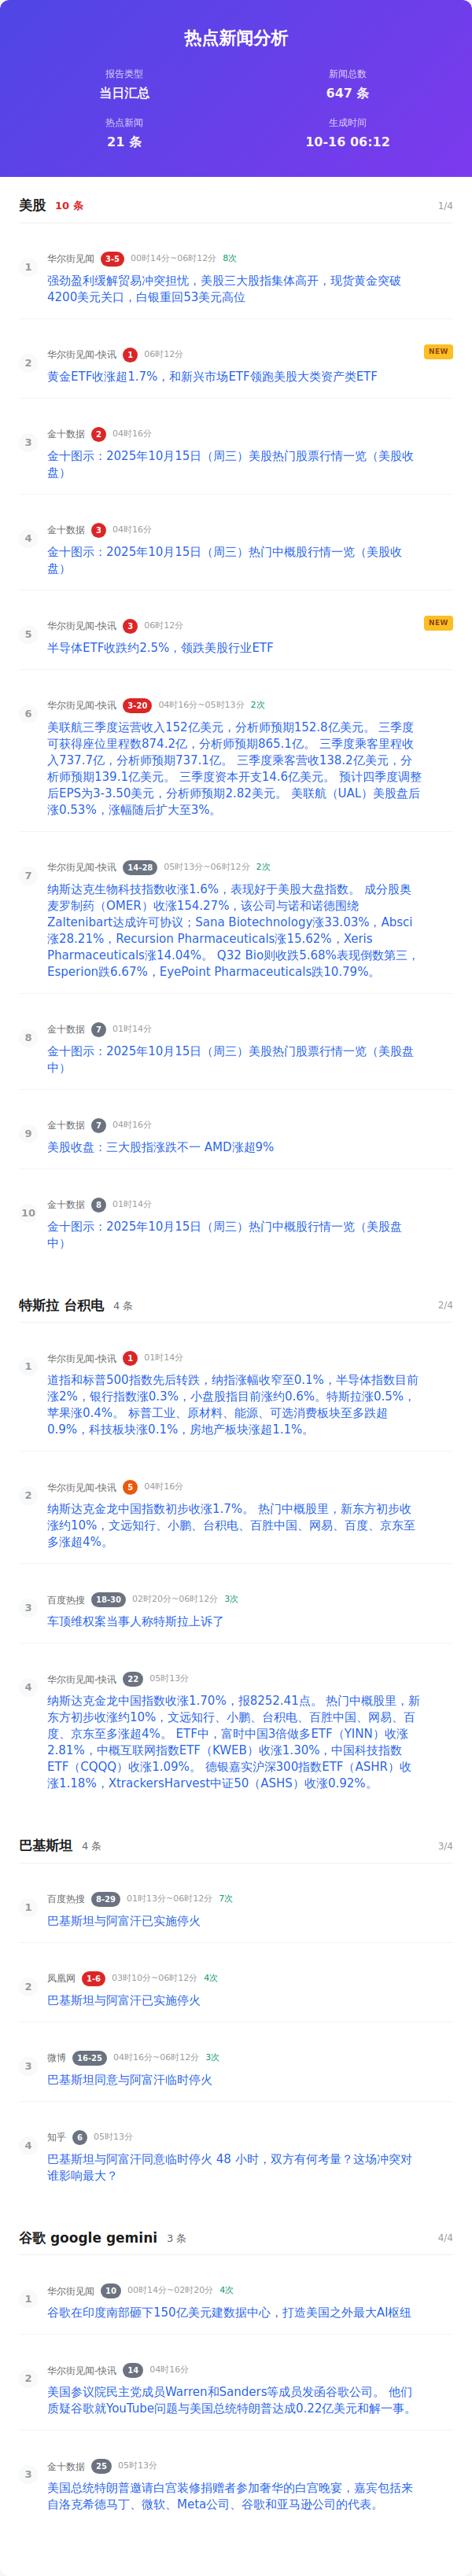 热点新闻分析
报告类型
当日汇总
新闻总数
647 条
热点新闻
21 条
生成时间
10-16 06:12
美股 10 条 1/4
1
华尔街见闻 3-5 00时14分~06时12分 8次
强劲盈利缓解贸易冲突担忧，美股三大股指集体高开，现货黄金突破
4200美元关口，白银重回53美元高位
2
华尔街见闻-快讯 1 06时12分 NEW
黄金ETF收涨超1.7%，和新兴市场ETF领跑美股大类资产类ETF
3
金十数据 2 04时16分
金十图示：2025年10月15日（周三）美股热门股票行情一览（美股收
盘）
4
金十数据 3 04时16分
金十图示：2025年10月15日（周三）热门中概股行情一览（美股收
盘）
5
华尔街见闻-快讯 3 06时12分 NEW
半导体ETF收跌约2.5%，领跌美股行业ETF
6
华尔街见闻-快讯 3-20 04时16分~05时13分 2次
美联航三季度运营收入152亿美元，分析师预期152.8亿美元。 三季度
可获得座位里程数874.2亿，分析师预期865.1亿。 三季度乘客里程收
入737.7亿，分析师预期737.1亿。 三季度乘客营收138.2亿美元，分
析师预期139.1亿美元。 三季度资本开支14.6亿美元。 预计四季度调整
后EPS为3-3.50美元，分析师预期2.82美元。 美联航（UAL）美股盘后
涨0.53%，涨幅随后扩大至3%。
7
华尔街见闻-快讯 14-28 05时13分~06时12分 2次
纳斯达克生物科技指数收涨1.6%，表现好于美股大盘指数。 成分股奥
麦罗制药（OMER）收涨154.27%，该公司与诺和诺德围绕
Zaltenibart达成许可协议；Sana Biotechnology涨33.03%，Absci
涨28.21%，Recursion Pharmaceuticals涨15.62%，Xeris
Pharmaceuticals涨14.04%。 Q32 Bio则收跌5.68%表现倒数第三，
Esperion跌6.67%，EyePoint Pharmaceuticals跌10.79%。
8
金十数据 7 01时14分
金十图示：2025年10月15日（周三）美股热门股票行情一览（美股盘
中）
9
金十数据 7 04时16分
美股收盘：三大股指涨跌不一 AMD涨超9%
10
金十数据 8 01时14分
金十图示：2025年10月15日（周三）热门中概股行情一览（美股盘
中）
特斯拉 台积电 4 条 2/4
1
华尔街见闻-快讯 1 01时14分
道指和标普500指数先后转跌，纳指涨幅收窄至0.1%，半导体指数目前
涨2%，银行指数涨0.3%，小盘股指目前涨约0.6%。特斯拉涨0.5%，
苹果涨0.4%。 标普工业、原材料、能源、可选消费板块至多跌超
0.9%，科技板块涨0.1%，房地产板块涨超1.1%。
2
华尔街见闻-快讯 5 04时16分
纳斯达克金龙中国指数初步收涨1.7%。 热门中概股里，新东方初步收
涨约10%，文远知行、小鹏、台积电、百胜中国、网易、百度、京东至
多涨超4%。
3
百度热搜 18-30 02时20分~06时12分 3次
车顶维权案当事人称特斯拉上诉了
4
华尔街见闻-快讯 22 05时13分
纳斯达克金龙中国指数收涨1.70%，报8252.41点。 热门中概股里，新
东方初步收涨约10%，文远知行、小鹏、台积电、百胜中国、网易、百
度、京东至多涨超4%。 ETF中，富时中国3倍做多ETF（YINN）收涨
2.81%，中概互联网指数ETF（KWEB）收涨1.30%，中国科技指数
ETF（CQQQ）收涨1.09%。 德银嘉实沪深300指数ETF（ASHR）收
涨1.18%，XtrackersHarvest中证50（ASHS）收涨0.92%。
巴基斯坦 4 条 3/4
1
百度热搜 8-29 01时13分~06时12分 7次
巴基斯坦与阿富汗已实施停火
2
凤凰网 1-6 03时10分~06时12分 4次
巴基斯坦与阿富汗已实施停火
3
微博 16-25 04时16分~06时12分 3次
巴基斯坦同意与阿富汗临时停火
4
知乎 6 05时13分
巴基斯坦与阿富汗同意临时停火 48 小时，双方有何考量？这场冲突对
谁影响最大？
谷歌 google gemini 3 条 4/4
1
华尔街见闻 10 00时14分~02时20分 4次
谷歌在印度南部砸下150亿美元建数据中心，打造美国之外最大AI枢纽
2
华尔街见闻-快讯 14 04时16分
美国参议院民主党成员Warren和Sanders等成员发函谷歌公司。 他们
质疑谷歌就YouTube问题与美国总统特朗普达成0.22亿美元和解一事。
3
金十数据 25 05时13分
美国总统特朗普邀请白宫装修捐赠者参加奢华的白宫晚宴，嘉宾包括来
自洛克希德马丁、微软、Meta公司、谷歌和亚马逊公司的代表。